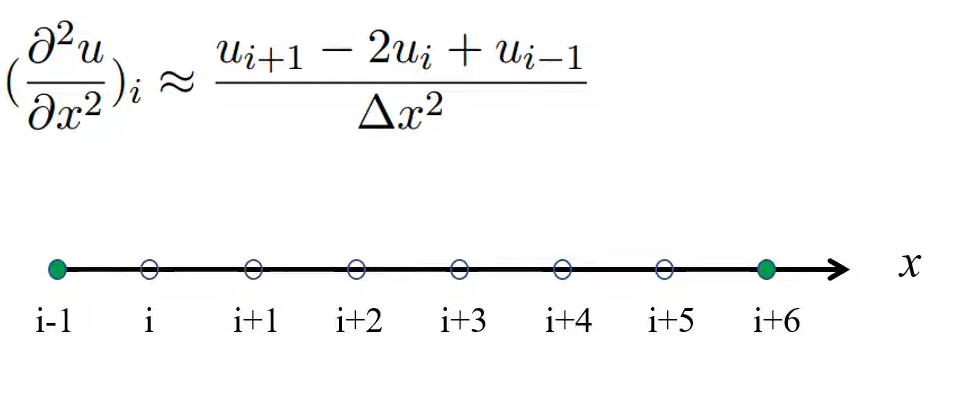 (∂²u/∂x²)ᵢ ≈ (uᵢ₊₁ − 2uᵢ + uᵢ₋₁)/Δx²
x
i-1 i i+1 i+2 i+3 i+4 i+5 i+6